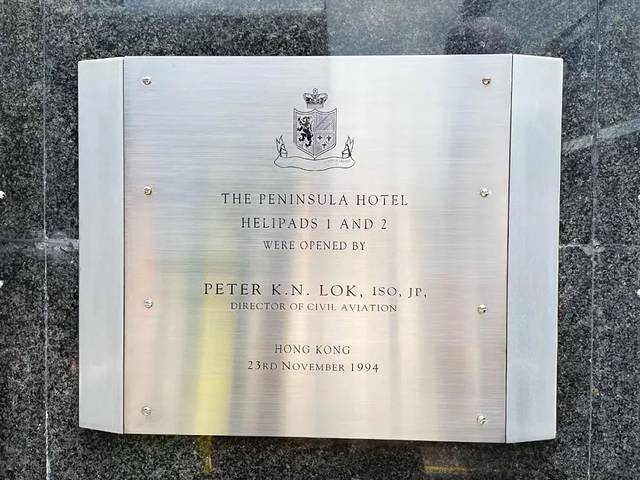 THE PENINSULA HOTEL
HELIPADS 1 AND 2
WERE OPENED BY
PETER K.N. LOK, ISO, JP,
DIRECTOR OF CIVIL AVIATION
HONG KONG
23RD NOVEMBER 1994